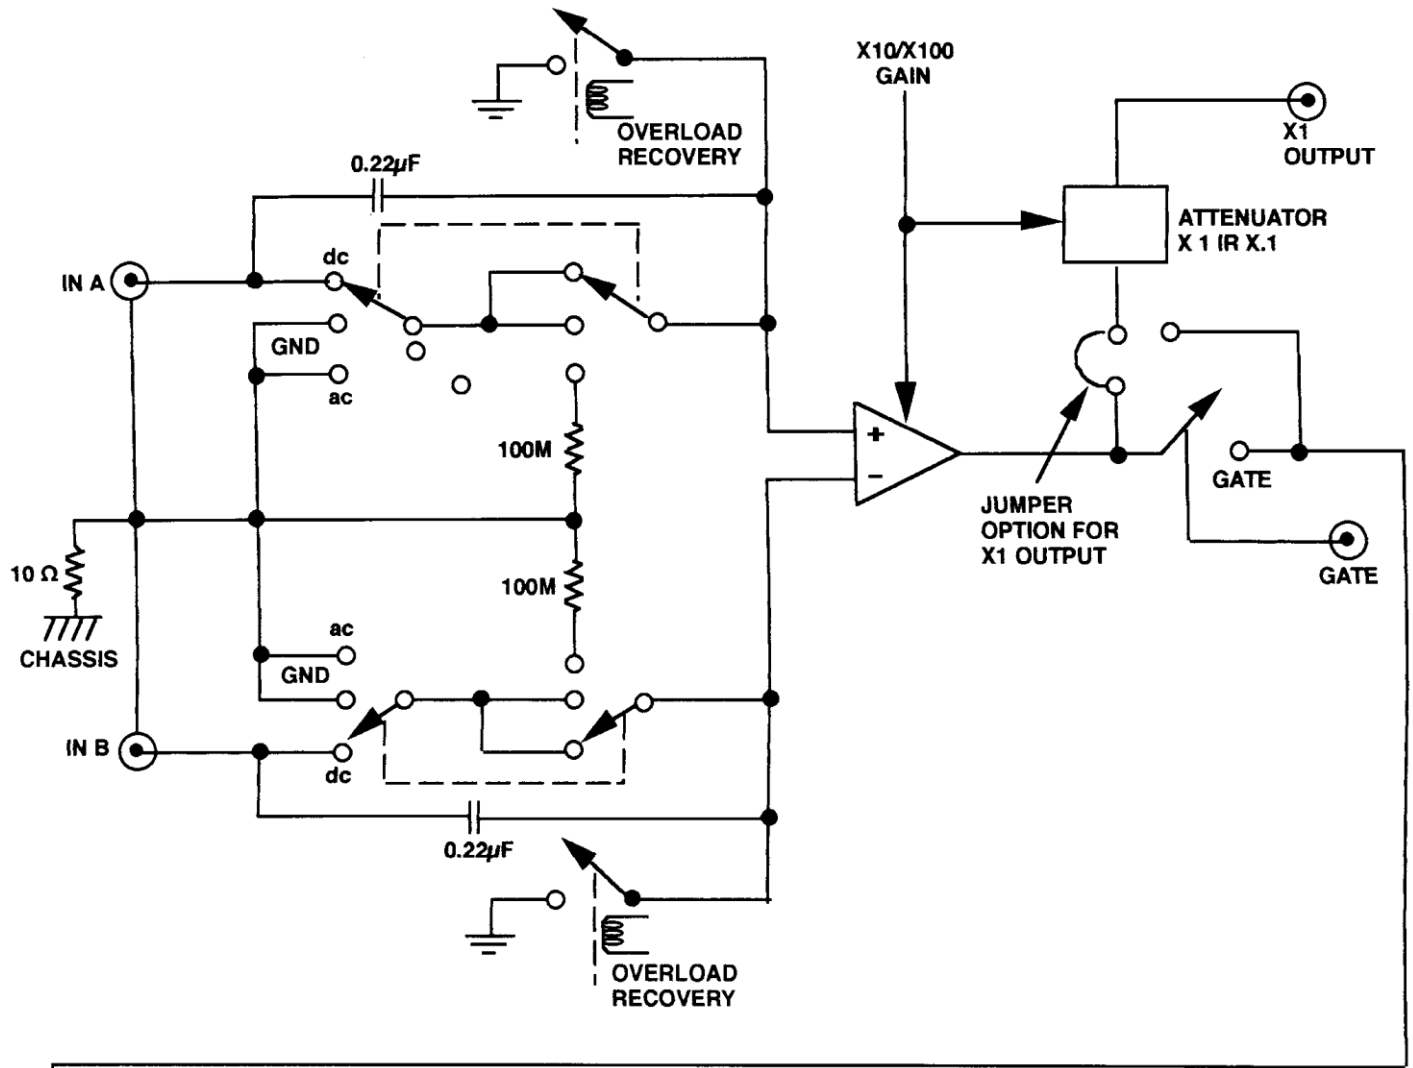 X10/X100
GAIN
X1
OUTPUT
OVERLOAD
RECOVERY
0.22µF
ATTENUATOR
X 1 IR X.1
IN A
dc
GND
ac
100M
+
−
GATE
JUMPER
OPTION FOR
X1 OUTPUT
GATE
10 Ω
CHASSIS
100M
ac
GND
IN B
dc
0.22µF
OVERLOAD
RECOVERY